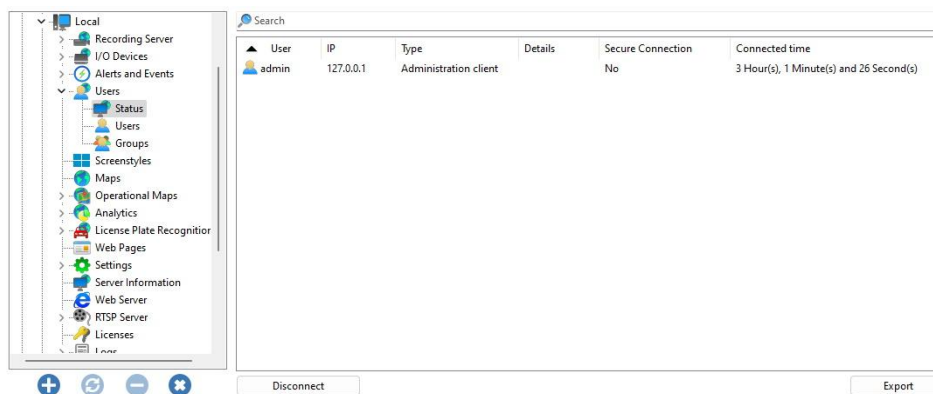 Local
Recording Server
I/O Devices
Alerts and Events
Users
Status
Users
Groups
Screenstyles
Maps
Operational Maps
Analytics
License Plate Recognition
Web Pages
Settings
Server Information
Web Server
RTSP Server
Licenses
Logs
Search
User IP Type Details Secure Connection Connected time
admin 127.0.0.1 Administration client No 3 Hour(s), 1 Minute(s) and 26 Second(s)
Disconnect Export